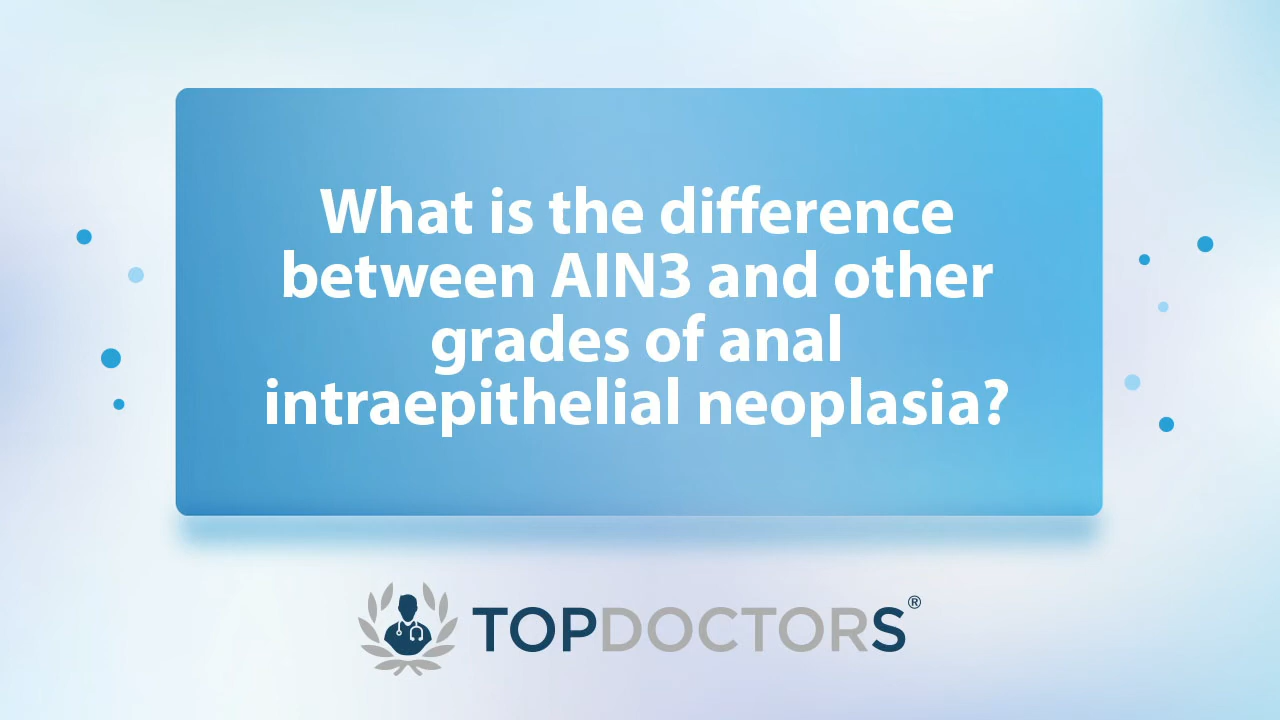 What is the difference
between AIN3 and other
grades of anal
intraepithelial neoplasia?
TOPDOCTORS®